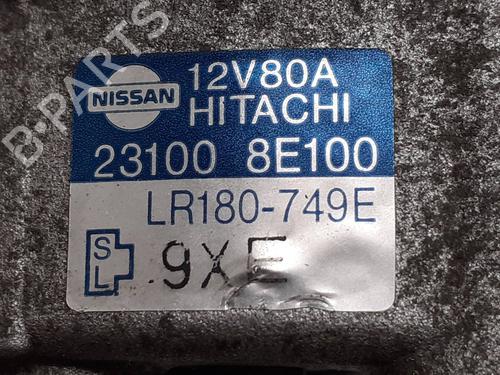 B-PARTS
NISSAN
12V80A
HITACHI
23100 8E100
LR180-749E
S
L
9XE